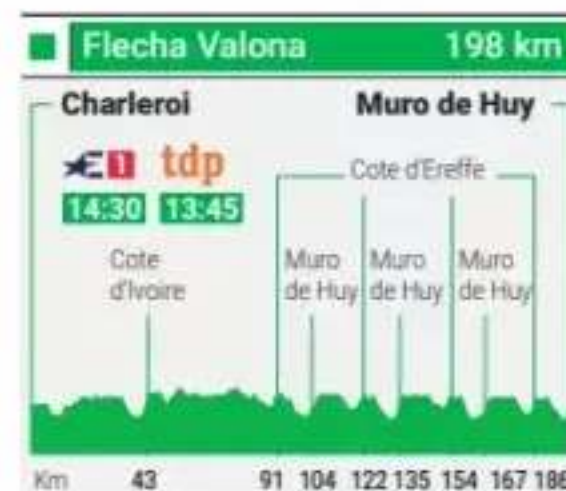 Flecha Valona 198 km
Charleroi Muro de Huy
E1 tdp
14:30 13:45
Cote d'Ereffe
Cote
d'Ivoire
Muro
de Huy
Muro
de Huy
Muro
de Huy
Km 43 91 104 122 135 154 167 186